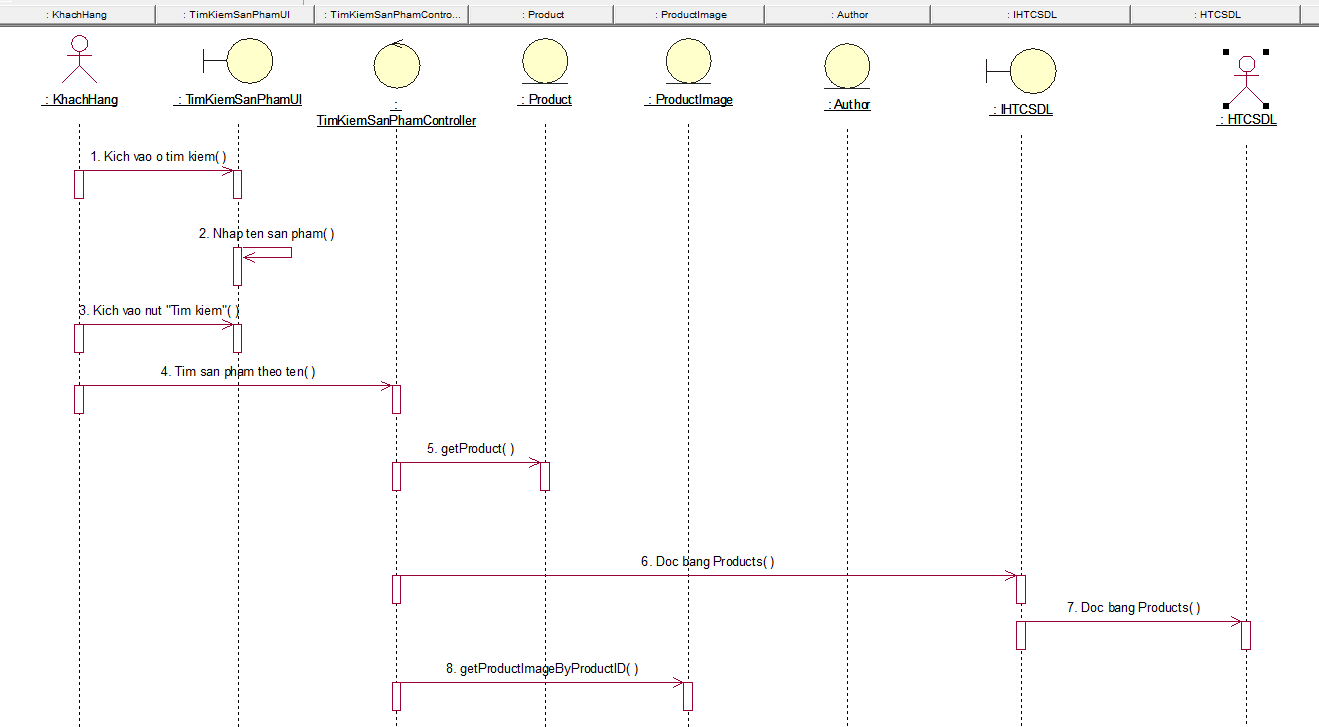 : KhachHang
: TimKiemSanPhamUI
: TimKiemSanPhamContro...
: Product
: ProductImage
: Author
: IHTCSDL
: HTCSDL
: KhachHang
: TimKiemSanPhamUI
:
TimKiemSanPhamController
: Product
: ProductImage
: Author
: IHTCSDL
: HTCSDL
1. Kich vao o tim kiem( )
2. Nhap ten san pham( )
3. Kich vao nut "Tim kiem"( )
4. Tim san pham theo ten( )
5. getProduct( )
6. Doc bang Products( )
7. Doc bang Products( )
8. getProductImageByProductID( )